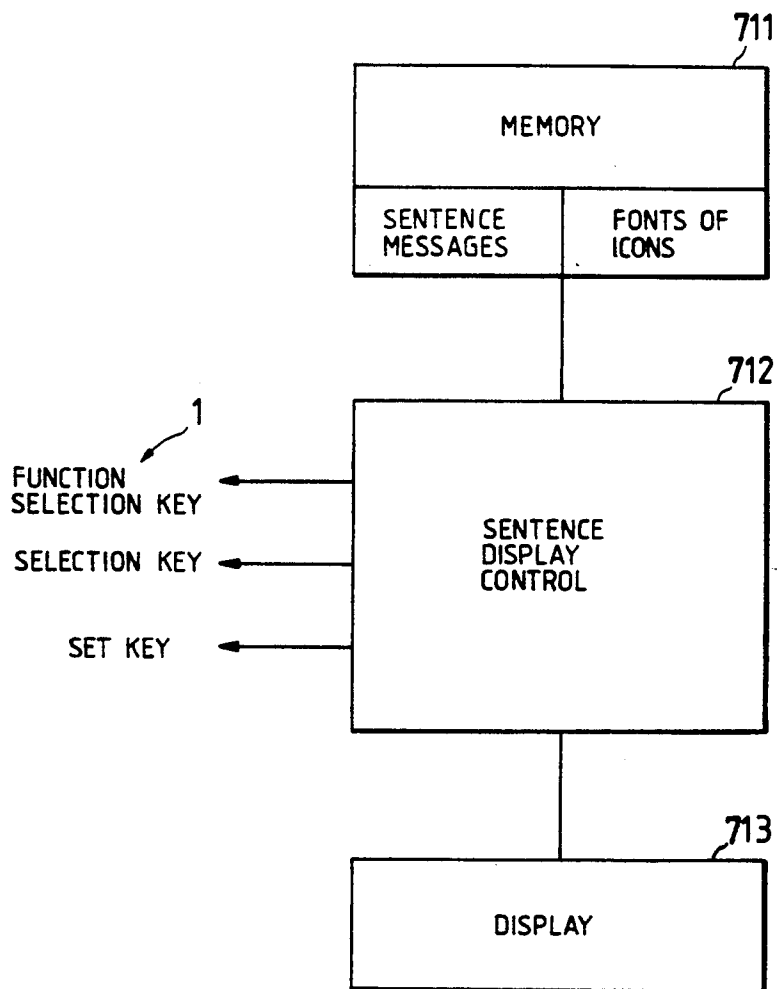 711
MEMORY
SENTENCE
MESSAGES
FONTS OF
ICONS
712
1
FUNCTION
SELECTION KEY
SELECTION KEY
SET KEY
SENTENCE
DISPLAY
CONTROL
713
DISPLAY